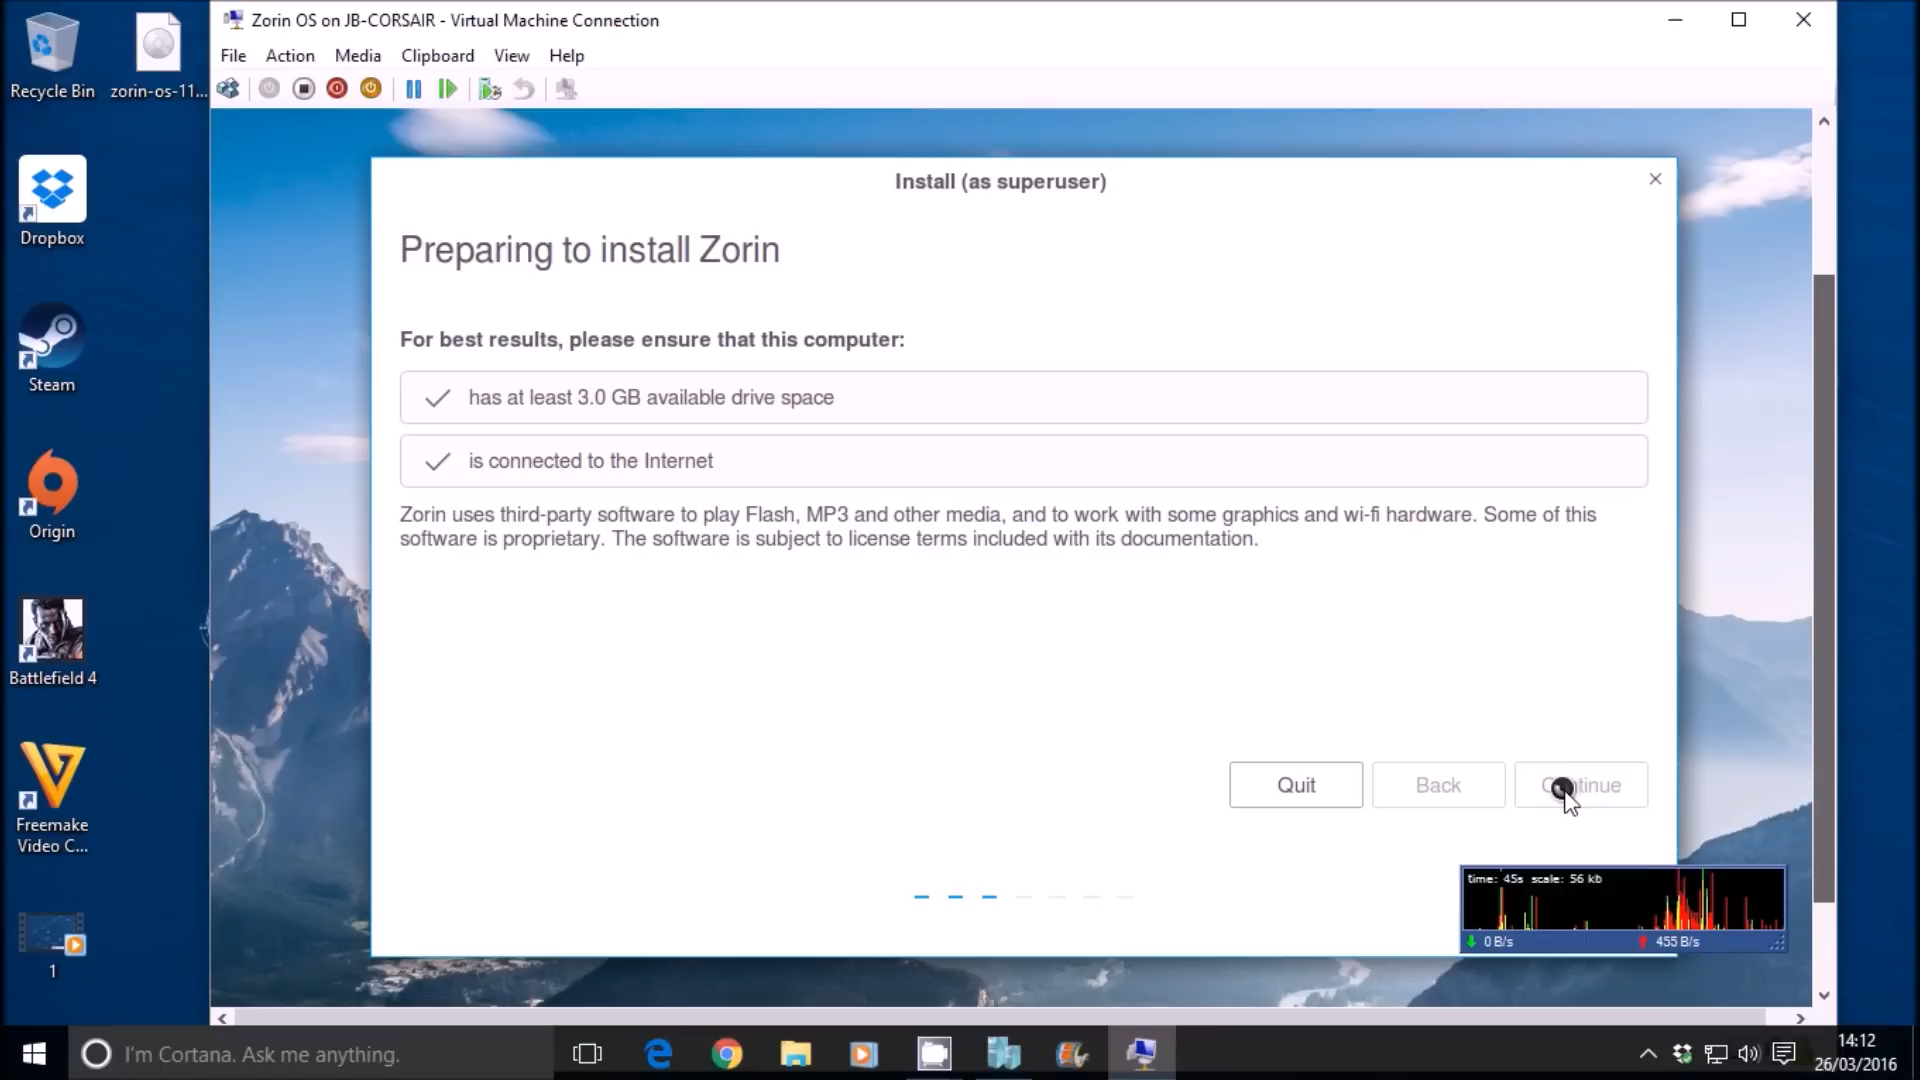 Recycle Bin
zorin-os-11...
Dropbox
Steam
Origin
Battlefield 4
Freemake
Video C...
1
Zorin OS on JB-CORSAIR - Virtual Machine Connection
File Action Media Clipboard View Help
Install (as superuser)
Preparing to install Zorin
For best results, please ensure that this computer:
has at least 3.0 GB available drive space
is connected to the Internet
Zorin uses third-party software to play Flash, MP3 and other media, and to work with some graphics and wi-fi hardware. Some of this
software is proprietary. The software is subject to license terms included with its documentation.
Quit Back
time: 45s scale: 56 kb
0 B/s 455 B/s
I'm Cortana. Ask me anything.
14:12
26/03/2016